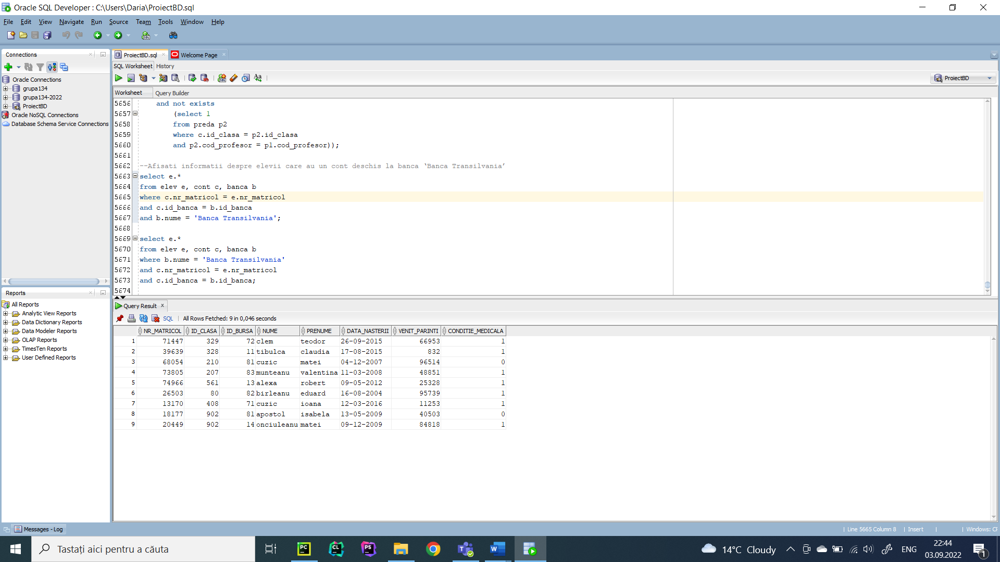 Oracle SQL Developer : C:\Users\Daria\ProiectBD.sql
File Edit View Navigate Run Source Team Tools Window Help
Connections
Oracle Connections
grupa134
grupa134-2022
ProiectBD
Oracle NoSQL Connections
Database Schema Service Connections
Reports
All Reports
Analytic View Reports
Data Dictionary Reports
Data Modeler Reports
OLAP Reports
TimesTen Reports
User Defined Reports
ProiectBD.sql Welcome Page
SQL Worksheet History
ProiectBD
Worksheet Query Builder
5656 and not exists
5657 (select 1
5658 from preda p2
5659 where c.id_clasa = p2.id_clasa
5660 and p2.cod_profesor = p1.cod_profesor));
5661
5662 --Afisati informatii despre elevii care au un cont deschis la banca ‘Banca Transilvania’
5663 select e.*
5664 from elev e, cont c, banca b
5665 where c.nr_matricol = e.nr_matricol
5666 and c.id_banca = b.id_banca
5667 and b.nume = 'Banca Transilvania';
5668
5669 select e.*
5670 from elev e, cont c, banca b
5671 where b.nume = 'Banca Transilvania'
5672 and c.nr_matricol = e.nr_matricol
5673 and c.id_banca = b.id_banca;
5674
Query Result
SQL | All Rows Fetched: 9 in 0,046 seconds
NR_MATRICOL ID_CLASA ID_BURSA NUME PRENUME DATA_NASTERII VENIT_PARINTI CONDITIE_MEDICALA
1 71447 329 72 clem teodor 26-09-2015 66953 1
2 39639 328 11 tibulca claudia 17-08-2015 832 1
3 68054 210 81 cuzic matei 04-12-2007 96514 0
4 73805 207 83 munteanu valentina 11-03-2008 48851 1
5 74966 561 13 alexa robert 09-05-2012 25328 1
6 26503 80 82 birleanu eduard 16-08-2004 95739 1
7 13170 408 71 cuzic ioana 12-03-2016 11253 1
8 18177 902 81 apostol isabela 13-05-2009 40503 0
9 20449 902 14 onciuleanu matei 09-12-2009 84818 1
Messages - Log
Line 5665 Column 8 | Insert | | Windows: CF
Tastați aici pentru a căuta
14°C Cloudy
ENG
22:44
03.09.2022
1